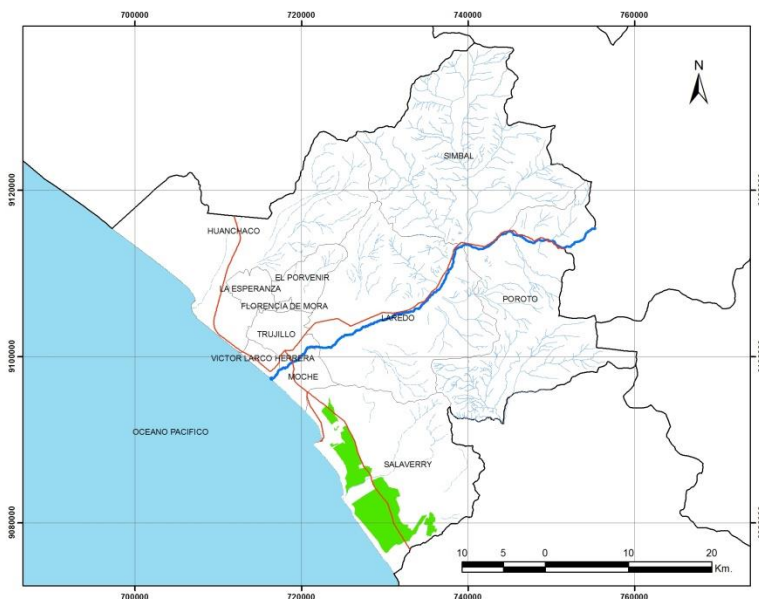 700000 720000 740000 760000
N
SIMBAL
9120000
HUANCHACO
EL PORVENIR
LA ESPERANZA
POROTO
FLORENCIA DE MORA
LAREDO
TRUJILLO
9100000
VICTOR LARCO HERRERA
MOCHE
OCEANO PACIFICO
SALAVERRY
9080000
10 5 0 10 20
Km.
700000 720000 740000 760000